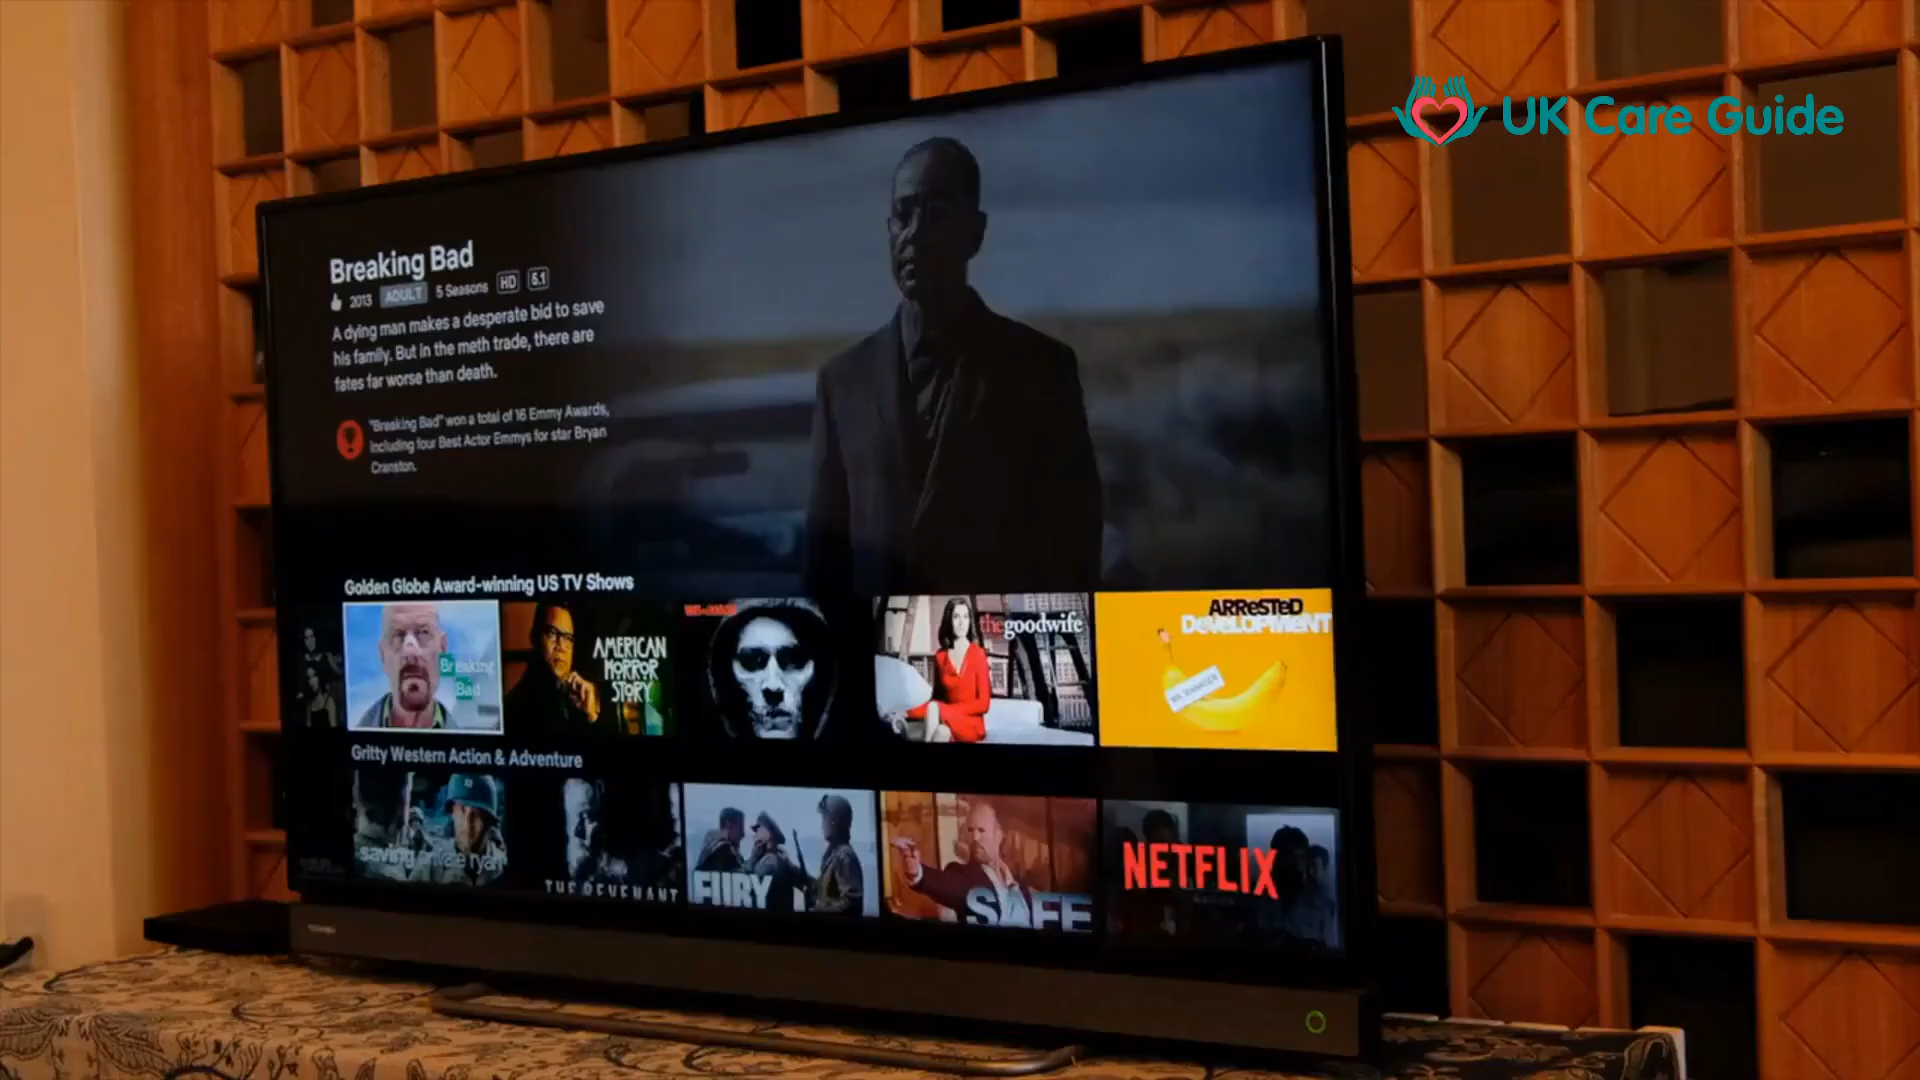 UK Care Guide
Breaking Bad
2013 ADULT 5 Seasons HD 5.1
A dying man makes a desperate bid to save
his family. But in the meth trade, there are
fates far worse than death.
"Breaking Bad" won a total of 16 Emmy Awards,
including four Best Actor Emmys for star Bryan
Cranston.
Golden Globe Award-winning US TV Shows
Breaking
Bad
AMERICAN
HORROR
STORY
thegoodwife
ARReSTeD
DeVeLOPMeNT
MR. MANAGER
Gritty Western Action & Adventure
saving private ryan
THE REVENANT
FURY
SAFE
NETFLIX